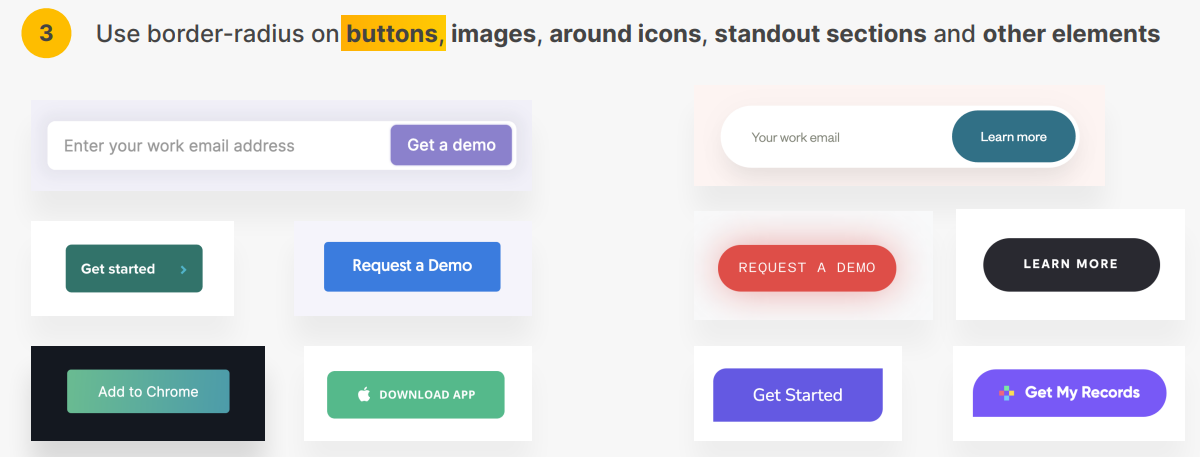 3
Use border-radius on buttons, images, around icons, standout sections and other elements
Enter your work email address
Get a demo
Your work email
Learn more
Get started
Request a Demo
REQUEST A DEMO
LEARN MORE
Add to Chrome
DOWNLOAD APP
Get Started
Get My Records